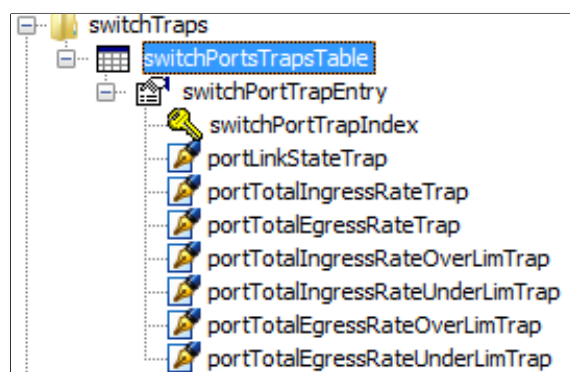 switchTraps
switchPortsTrapsTable
switchPortTrapEntry
switchPortTrapIndex
portLinkStateTrap
portTotalIngressRateTrap
portTotalEgressRateTrap
portTotalIngressRateOverLimTrap
portTotalIngressRateUnderLimTrap
portTotalEgressRateOverLimTrap
portTotalEgressRateUnderLimTrap